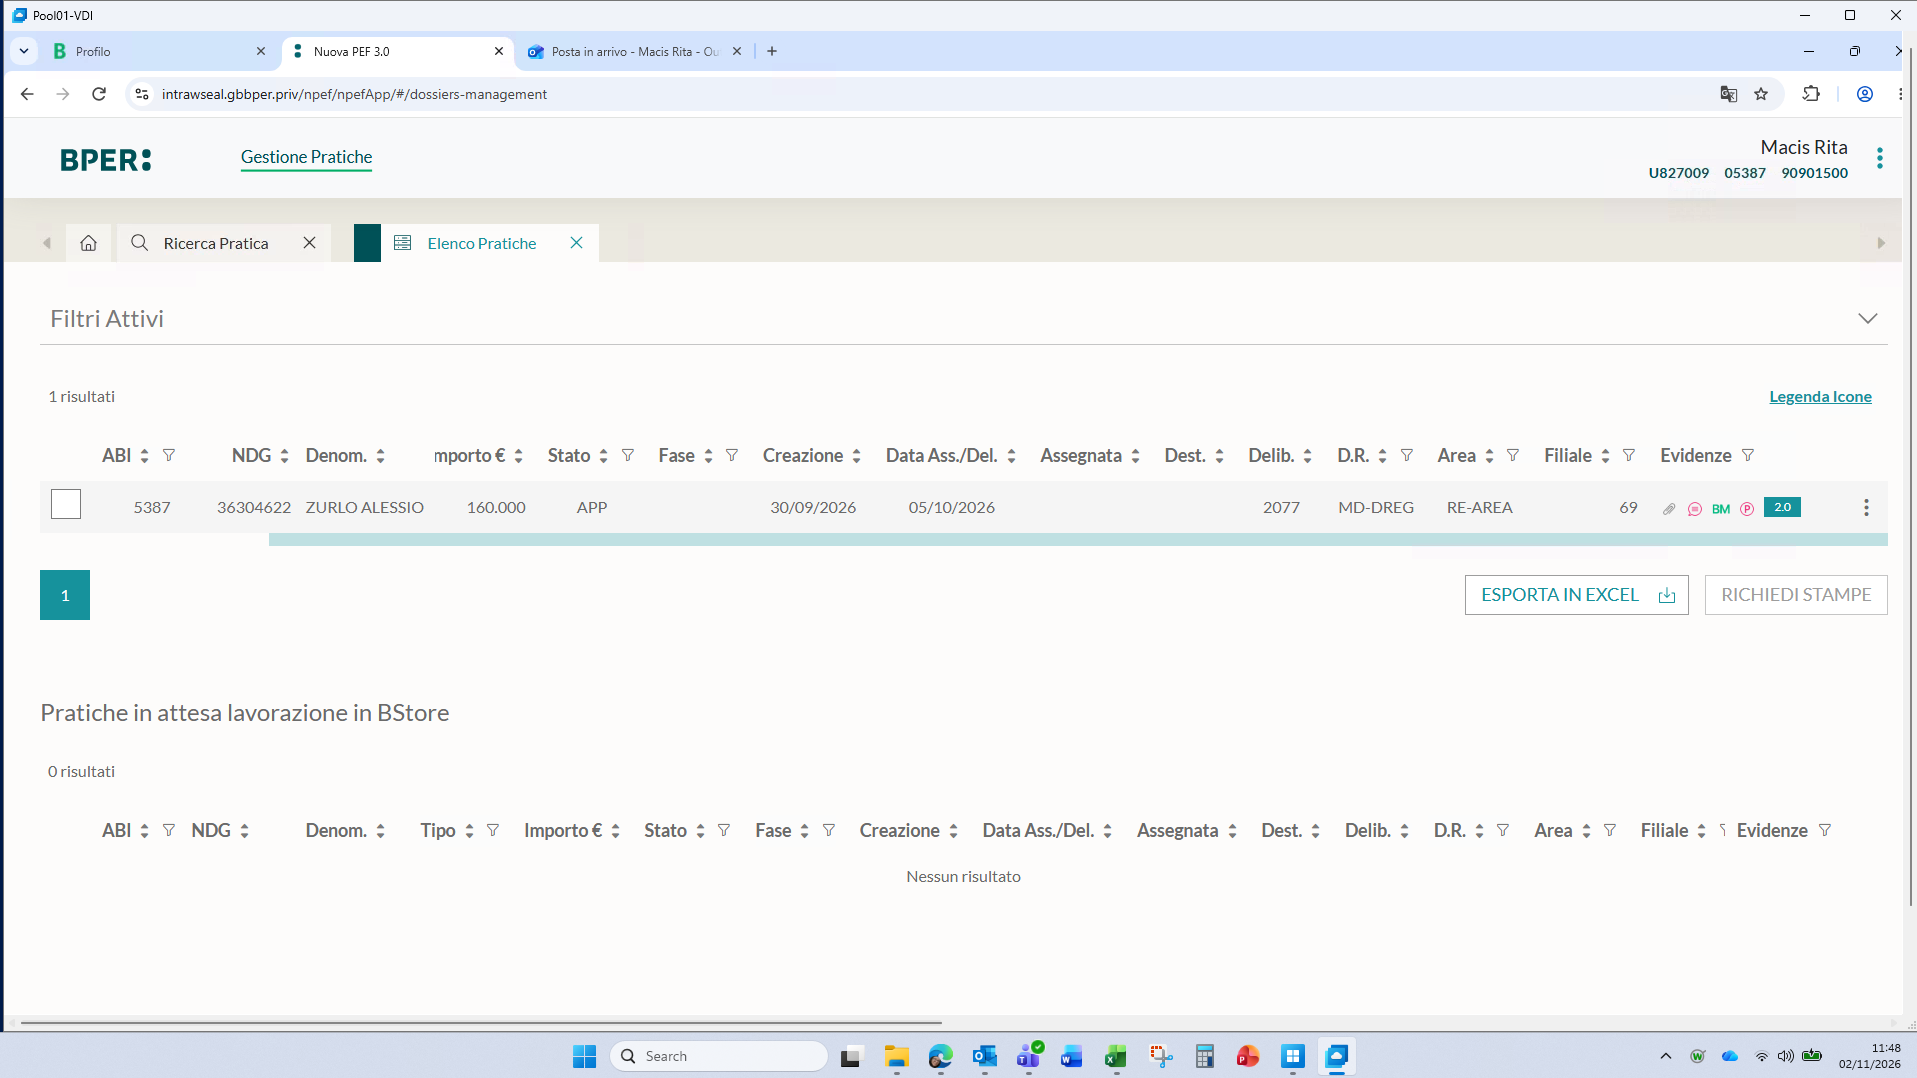 Pool01-VDI
Profilo
Nuova PEF 3.0
Posta in arrivo - Macis Rita - Ou
intrawseal.gbbper.priv/npef/npefApp/#/dossiers-management
BPER:
Gestione Pratiche
Macis Rita
U827009 05387 90901500
Ricerca Pratica
Elenco Pratiche
Filtri Attivi
1 risultati
Legenda Icone
ABI NDG Denom. mporto € Stato Fase Creazione Data Ass./Del. Assegnata Dest. Delib. D.R. Area Filiale Evidenze
5387 36304622 ZURLO ALESSIO 160.000 APP 30/09/2026 05/10/2026 2077 MD-DREG RE-AREA 69 BM P 2.0
1
ESPORTA IN EXCEL
RICHIEDI STAMPE
Pratiche in attesa lavorazione in BStore
0 risultati
ABI NDG Denom. Tipo Importo € Stato Fase Creazione Data Ass./Del. Assegnata Dest. Delib. D.R. Area Filiale Evidenze
Nessun risultato
Search
11:48
02/11/2026